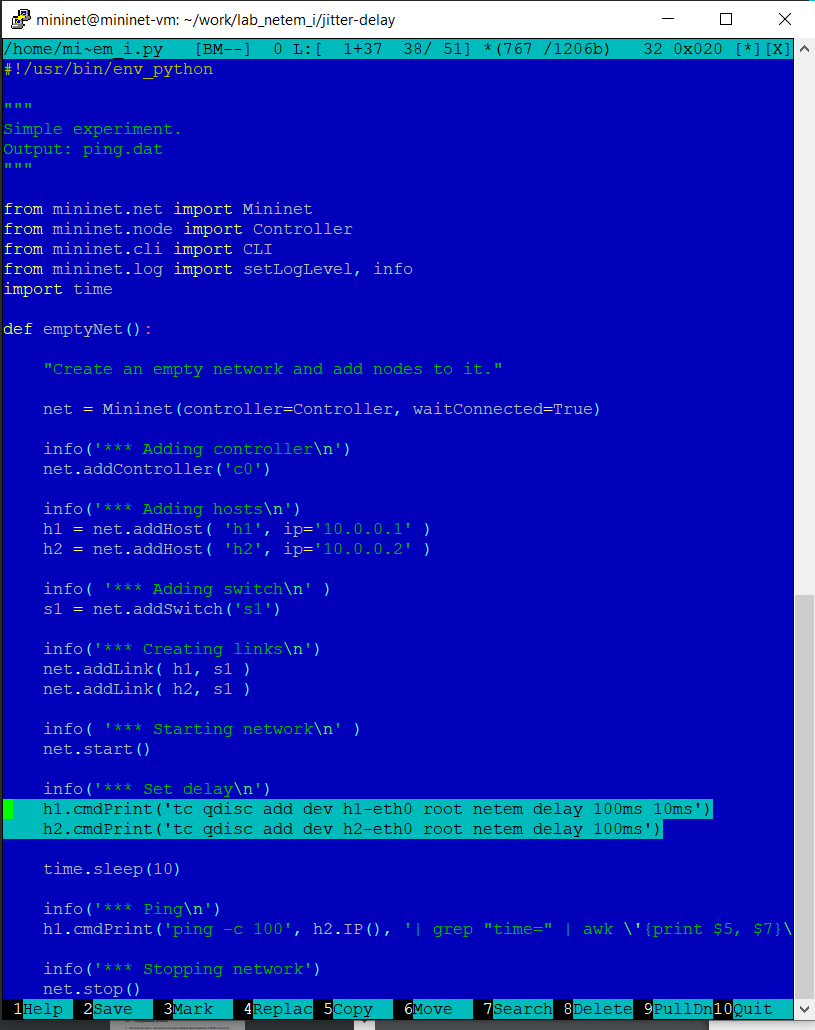 mininet@mininet-vm: ~/work/lab_netem_i/jitter-delay
/home/mi~em_i.py   [BM--]  0 L:[  1+37  38/ 51] *(767 /1206b)   32 0x020 [*][X]
#!/usr/bin/env python

"""
Simple experiment.
Output: ping.dat
"""

from mininet.net import Mininet
from mininet.node import Controller
from mininet.cli import CLI
from mininet.log import setLogLevel, info
import time

def emptyNet():

    "Create an empty network and add nodes to it."

    net = Mininet(controller=Controller, waitConnected=True)

    info('*** Adding controller\n')
    net.addController('c0')

    info('*** Adding hosts\n')
    h1 = net.addHost( 'h1', ip='10.0.0.1' )
    h2 = net.addHost( 'h2', ip='10.0.0.2' )

    info( '*** Adding switch\n' )
    s1 = net.addSwitch('s1')

    info('*** Creating links\n')
    net.addLink( h1, s1 )
    net.addLink( h2, s1 )

    info( '*** Starting network\n' )
    net.start()

    info('*** Set delay\n')
    h1.cmdPrint('tc qdisc add dev h1-eth0 root netem delay 100ms 10ms')
    h2.cmdPrint('tc qdisc add dev h2-eth0 root netem delay 100ms')

    time.sleep(10)

    info('*** Ping\n')
    h1.cmdPrint('ping -c 100', h2.IP(), '| grep "time=" | awk \'{print $5, $7}\
    
    info('*** Stopping network')
    net.stop()
1Help  2Save  3Mark  4Replac 5Copy  6Move  7Search 8Delete 9PullDn10Quit